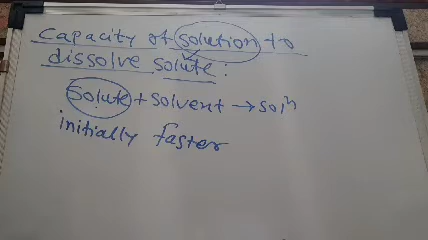 Capacity of solution to
dissolve solute:
Solute + Solvent → Solⁿ
initially faster